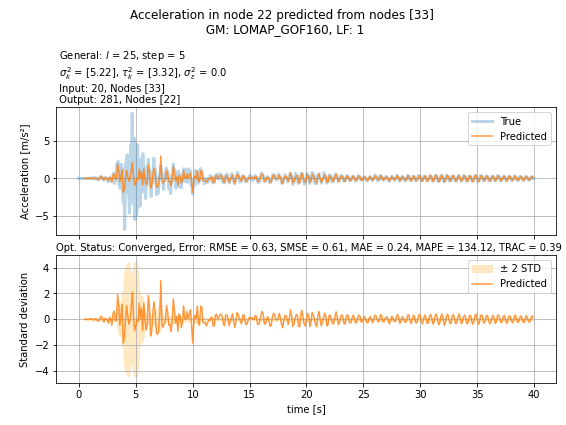 Acceleration in node 22 predicted from nodes [33]
GM: LOMAP_GOF160, LF: 1
General: l = 25, step = 5
σ²ₖ = [5.22], τ²ₖ = [3.32], σ²ₑ = 0.0
Input: 20, Nodes [33]
Output: 281, Nodes [22]
Acceleration [m/s²]
5
0
−5
True
Predicted
Opt. Status: Converged, Error: RMSE = 0.63, SMSE = 0.61, MAE = 0.24, MAPE = 134.12, TRAC = 0.39
Standard deviation
4
2
0
−2
−4
± 2 STD
Predicted
0 5 10 15 20 25 30 35 40
time [s]